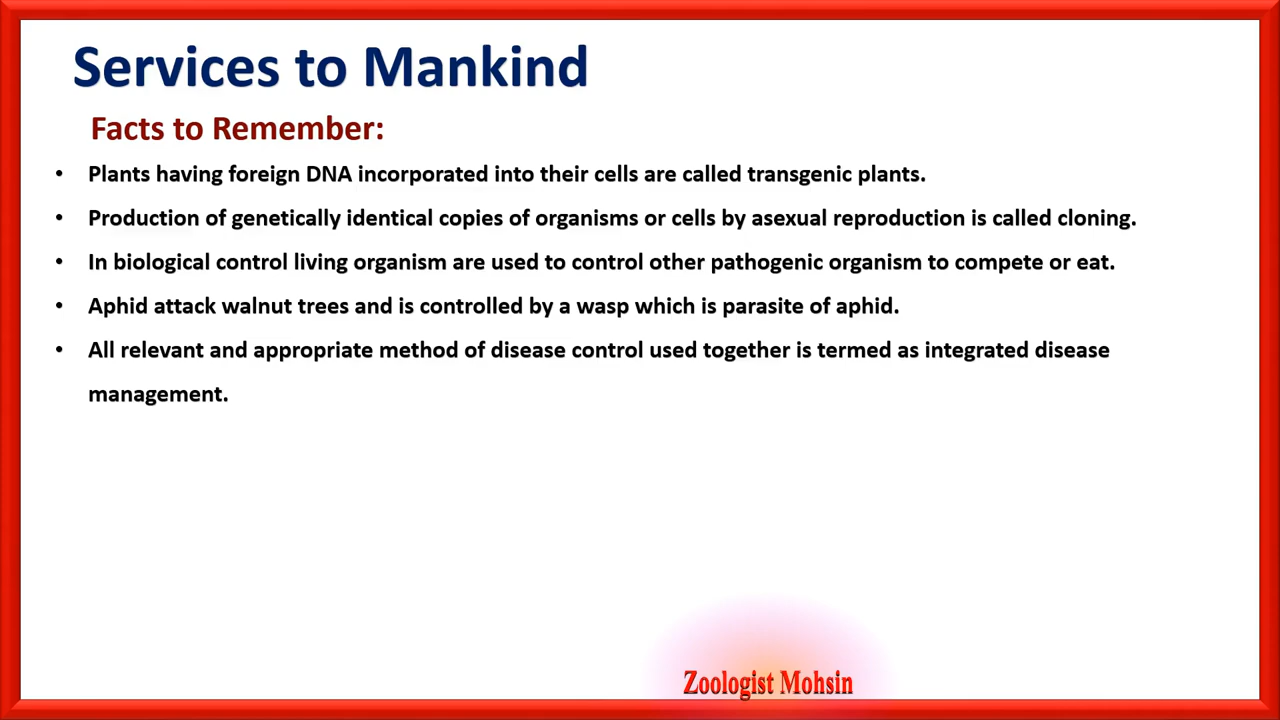 Services to Mankind
Facts to Remember:
• Plants having foreign DNA incorporated into their cells are called transgenic plants.
• Production of genetically identical copies of organisms or cells by asexual reproduction is called cloning.
• In biological control living organism are used to control other pathogenic organism to compete or eat.
• Aphid attack walnut trees and is controlled by a wasp which is parasite of aphid.
• All relevant and appropriate method of disease control used together is termed as integrated disease
management.
Zoologist Mohsin